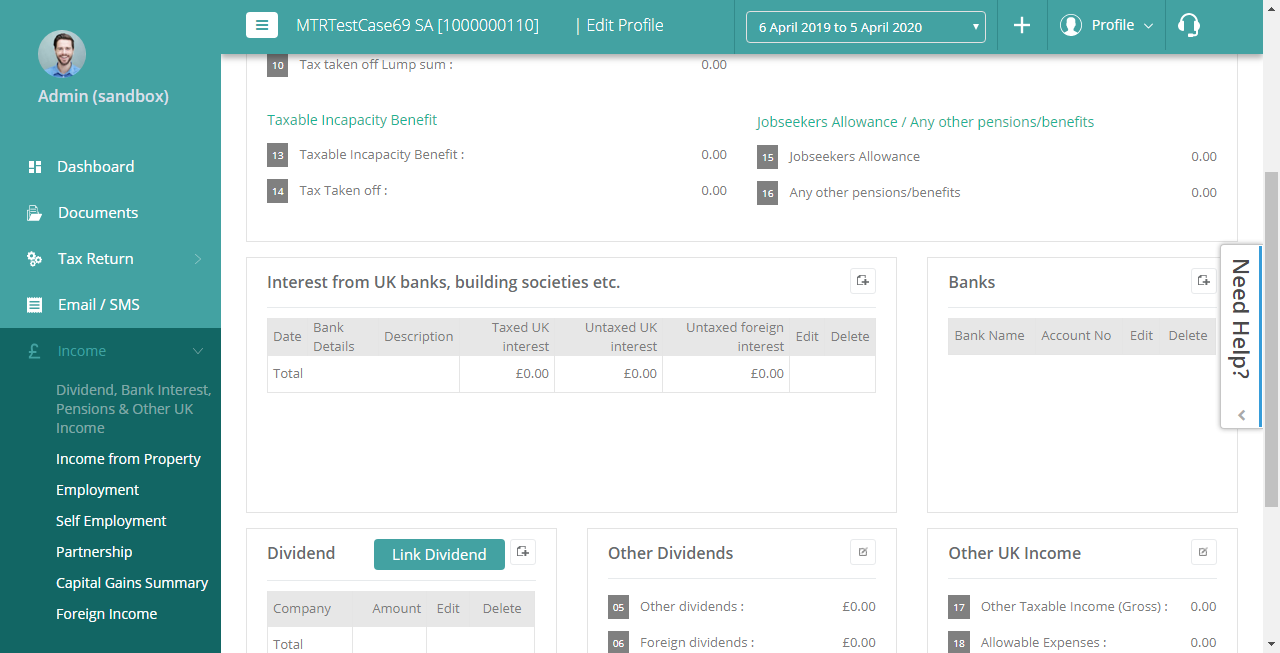 MTRTestCase69 SA [1000000110]
| Edit Profile
6 April 2019 to 5 April 2020
Profile
Admin (sandbox)
Dashboard
Documents
Tax Return
Email / SMS
Income
Dividend, Bank Interest,
Pensions & Other UK
Income
Income from Property
Employment
Self Employment
Partnership
Capital Gains Summary
Foreign Income
10 Tax taken off Lump sum : 0.00
Taxable Incapacity Benefit
13 Taxable Incapacity Benefit : 0.00
14 Tax Taken off : 0.00
Jobseekers Allowance / Any other pensions/benefits
15 Jobseekers Allowance 0.00
16 Any other pensions/benefits 0.00
Interest from UK banks, building societies etc.
Date Bank Details Description Taxed UK interest Untaxed UK interest Untaxed foreign interest Edit Delete
Total £0.00 £0.00 £0.00
Banks
Bank Name Account No Edit Delete
Need Help?
Dividend Link Dividend
Company Amount Edit Delete
Total
Other Dividends
05 Other dividends : £0.00
06 Foreign dividends : £0.00
Other UK Income
17 Other Taxable Income (Gross) : 0.00
18 Allowable Expenses : 0.00